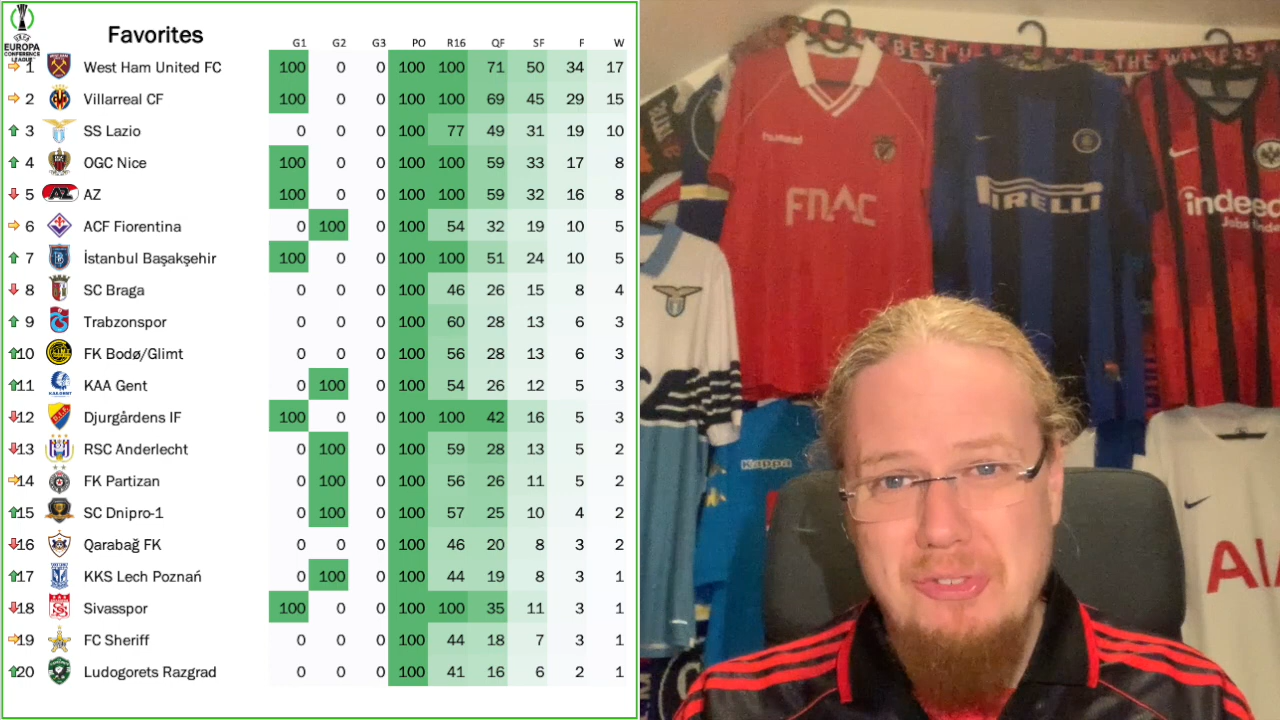 UEFA
EUROPA
CONFERENCE
LEAGUE
Favorites
G1 G2 G3 PO R16 QF SF F W
1 West Ham United FC 100 0 0 100 100 71 50 34 17
2 Villarreal CF 100 0 0 100 100 69 45 29 15
3 SS Lazio 0 0 0 100 77 49 31 19 10
4 OGC Nice 100 0 0 100 100 59 33 17 8
5 AZ AZ 100 0 0 100 100 59 32 16 8
6 ACF Fiorentina 0 100 0 100 54 32 19 10 5
7 İstanbul Başakşehir 100 0 0 100 100 51 24 10 5
8 SC Braga 0 0 0 100 46 26 15 8 4
9 Trabzonspor 0 0 0 100 60 28 13 6 3
10 FK Bodø/Glimt 0 0 0 100 56 28 13 6 3
11 KAA Gent 0 100 0 100 54 26 12 5 3
12 Djurgårdens IF 100 0 0 100 100 42 16 5 3
13 RSC Anderlecht 0 100 0 100 59 28 13 5 2
14 FK Partizan 0 100 0 100 56 26 11 5 2
15 SC Dnipro-1 0 100 0 100 57 25 10 4 2
16 Qarabağ FK 0 0 0 100 46 20 8 3 2
17 KKS Lech Poznań 0 100 0 100 44 19 8 3 1
18 Sivasspor 100 0 0 100 100 35 11 3 1
19 FC Sheriff 0 0 0 100 44 18 7 3 1
20 Ludogorets Razgrad 0 0 0 100 41 16 6 2 1
BEST
THE WINNERS
hummel
FNAC
PIRELLI
indeed
Jobs finde
Kappa
AIA